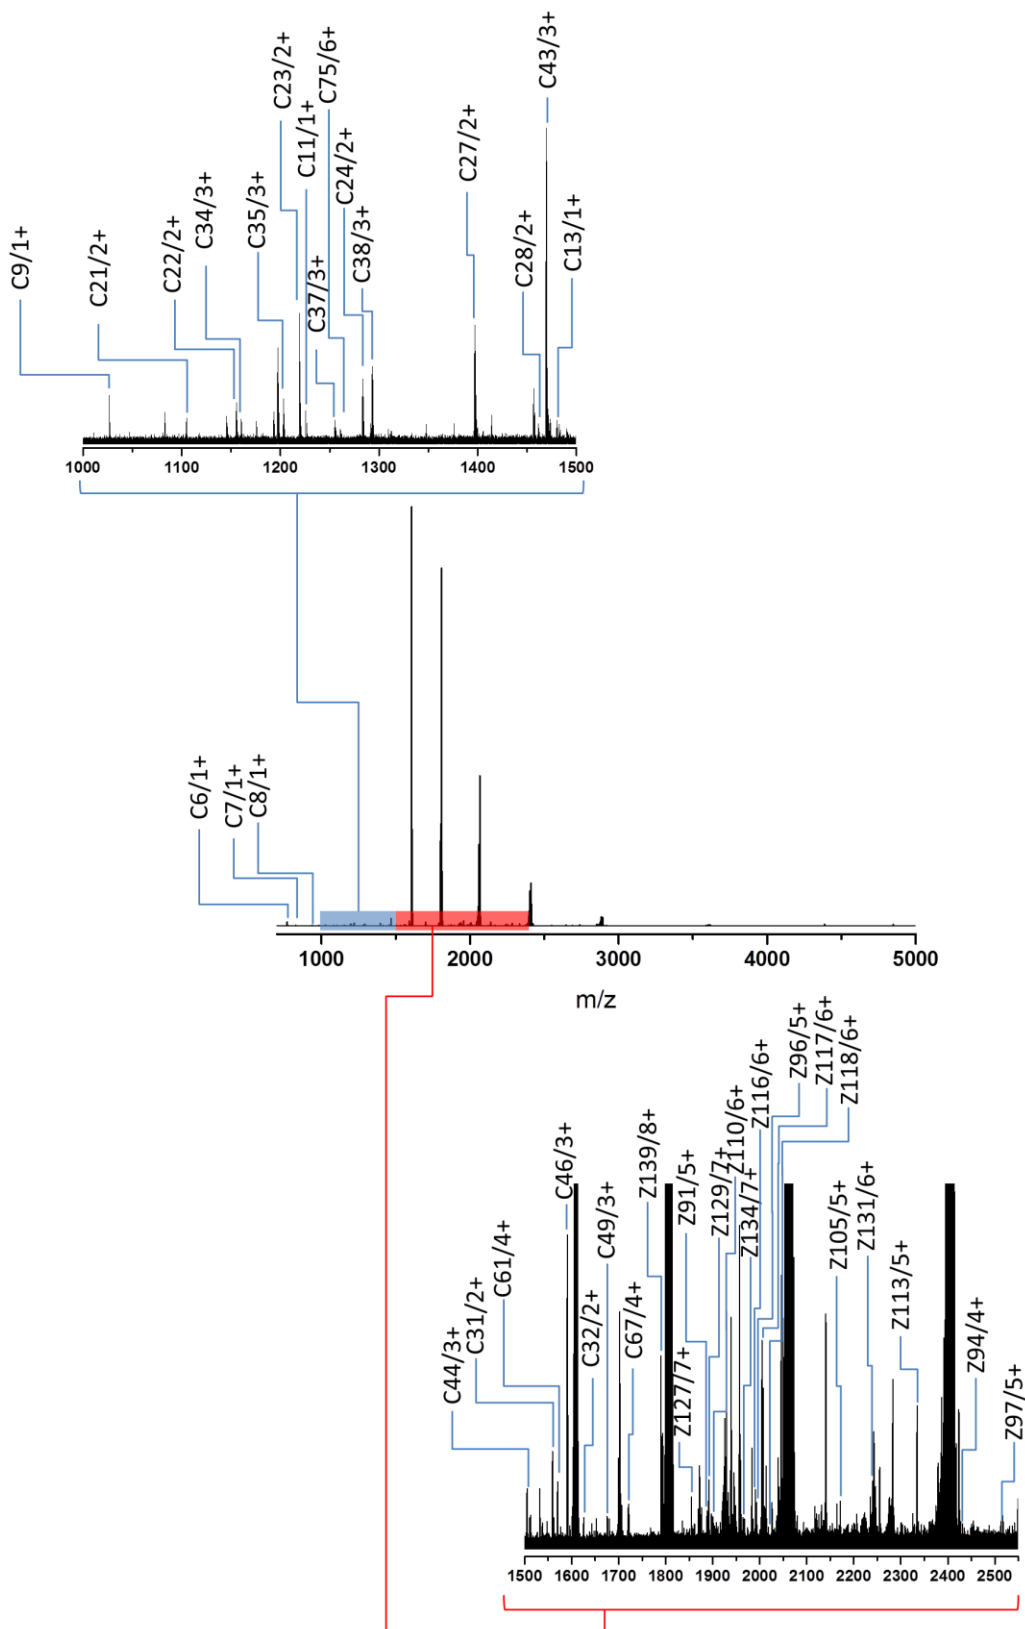 C9/1+
C21/2+
C22/2+
C34/3+
C35/3+
C23/2+
C11/1+
C37/3+
C75/6+
C24/2+
C38/3+
C27/2+
C28/2+
C43/3+
C13/1+
1000 1100 1200 1300 1400 1500
C6/1+
C7/1+
C8/1+
1000 2000 3000 4000 5000
m/z
C44/3+
C31/2+
C61/4+
C46/3+
C32/2+
C49/3+
C67/4+
Z139/8+
Z127/7+
Z91/5+
Z129/7+
Z110/6+
Z134/7+
Z116/6+
Z96/5+
Z117/6+
Z118/6+
Z105/5+
Z131/6+
Z113/5+
Z94/4+
Z97/5+
1500 1600 1700 1800 1900 2000 2100 2200 2300 2400 2500